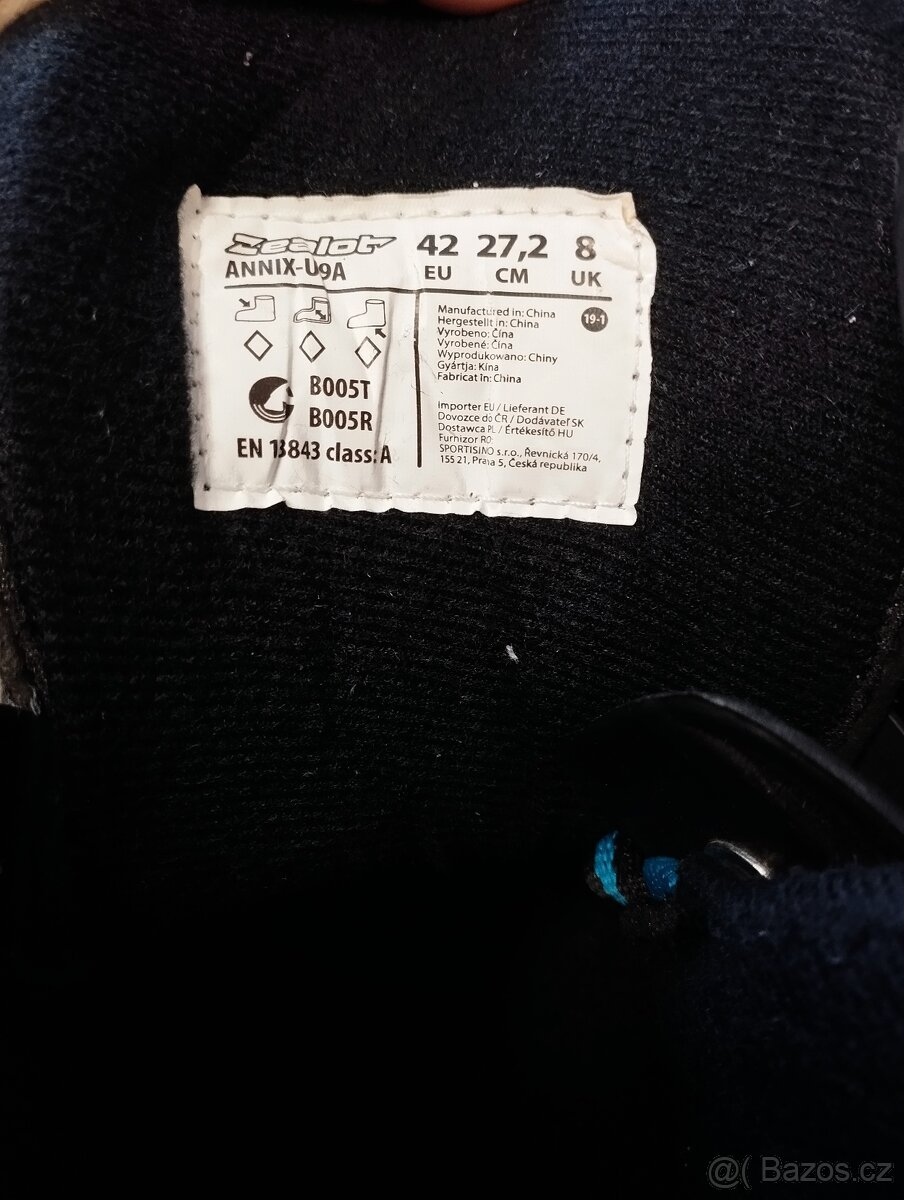 Zealot
ANNIX-U9A
42 27,2 8
EU CM UK
B005T
B005R
EN 13843 class: A
Manufactured in: China
Hergestellt in: China
Vyrobeno: Čína
Vyrobené: Čína
Wyprodukowano: Chiny
Gyártja: Kína
Fabricat în: China
19-1
Importer EU / Lieferant DE
Dovozce do ČR / Dodávateľ SK
Dostawca PL / Értékesítő HU
Furnizor RO:
SPORTISIMO s.r.o., Řevnická 170/4,
155 21, Praha 5, Česká republika
@( Bazos.cz